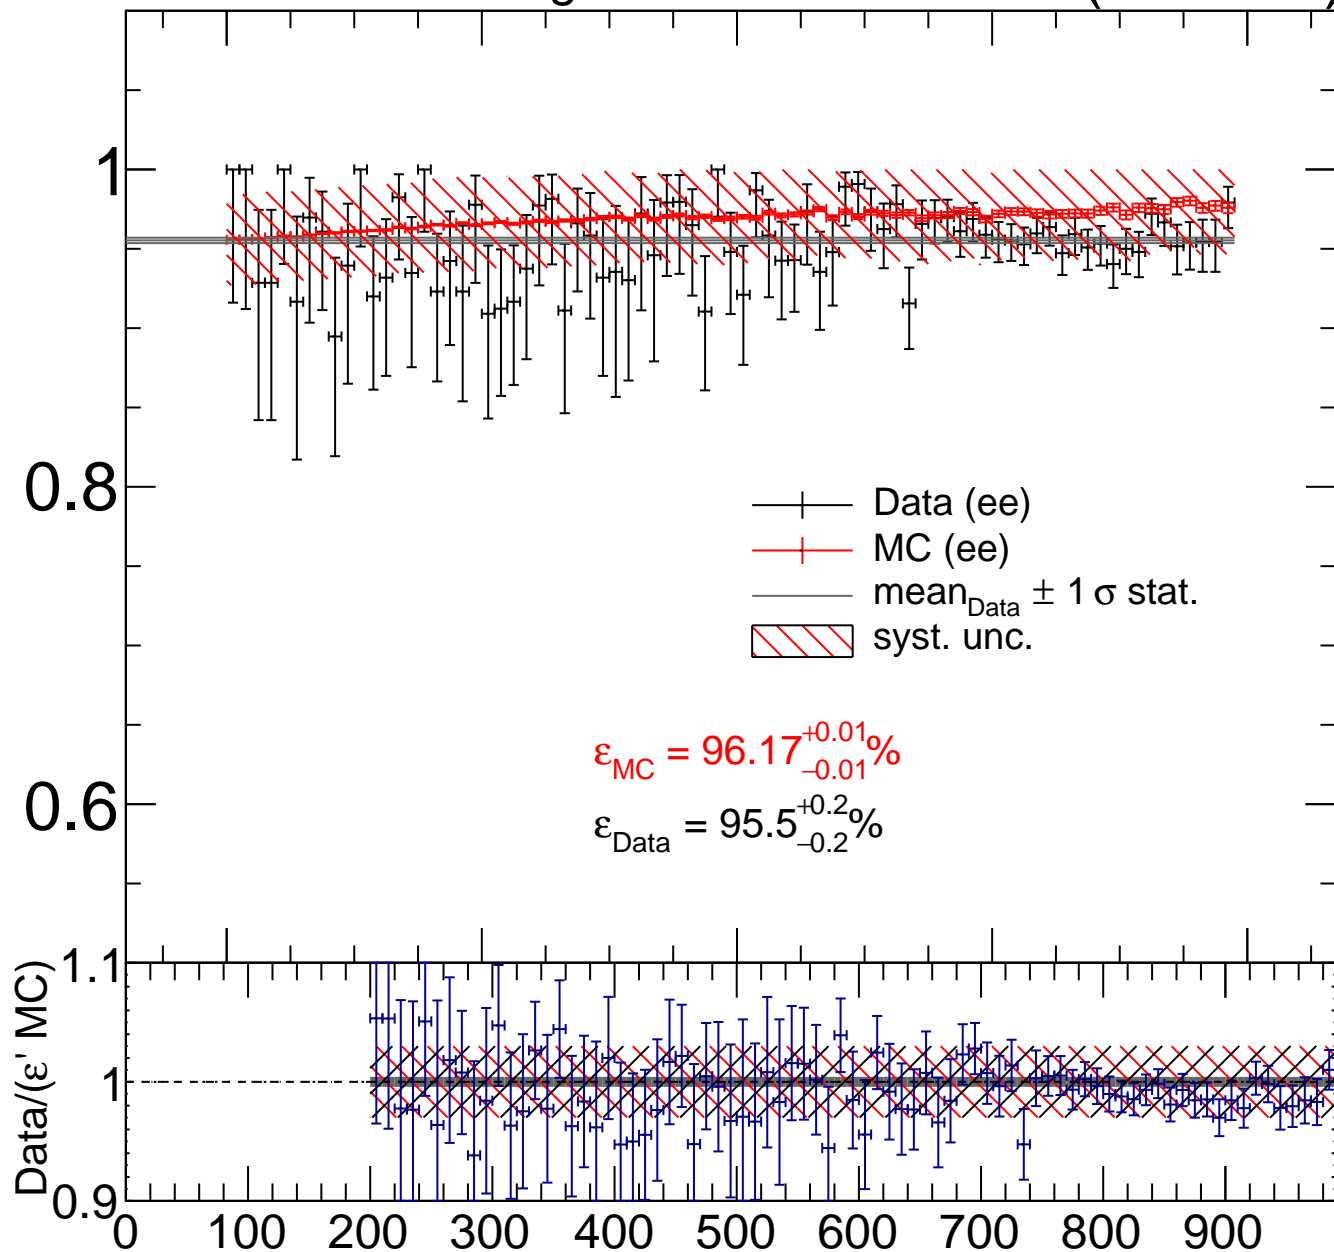 1
0.8
0.6
Data (ee)
MC (ee)
mean_Data ± 1 σ stat.
syst. unc.
ε_MC = 96.17 +0.01 −0.01 %
ε_Data = 95.5 +0.2 −0.2 %
Data/(ε' MC)
1.1
1
0.9
0 100 200 300 400 500 600 700 800 900